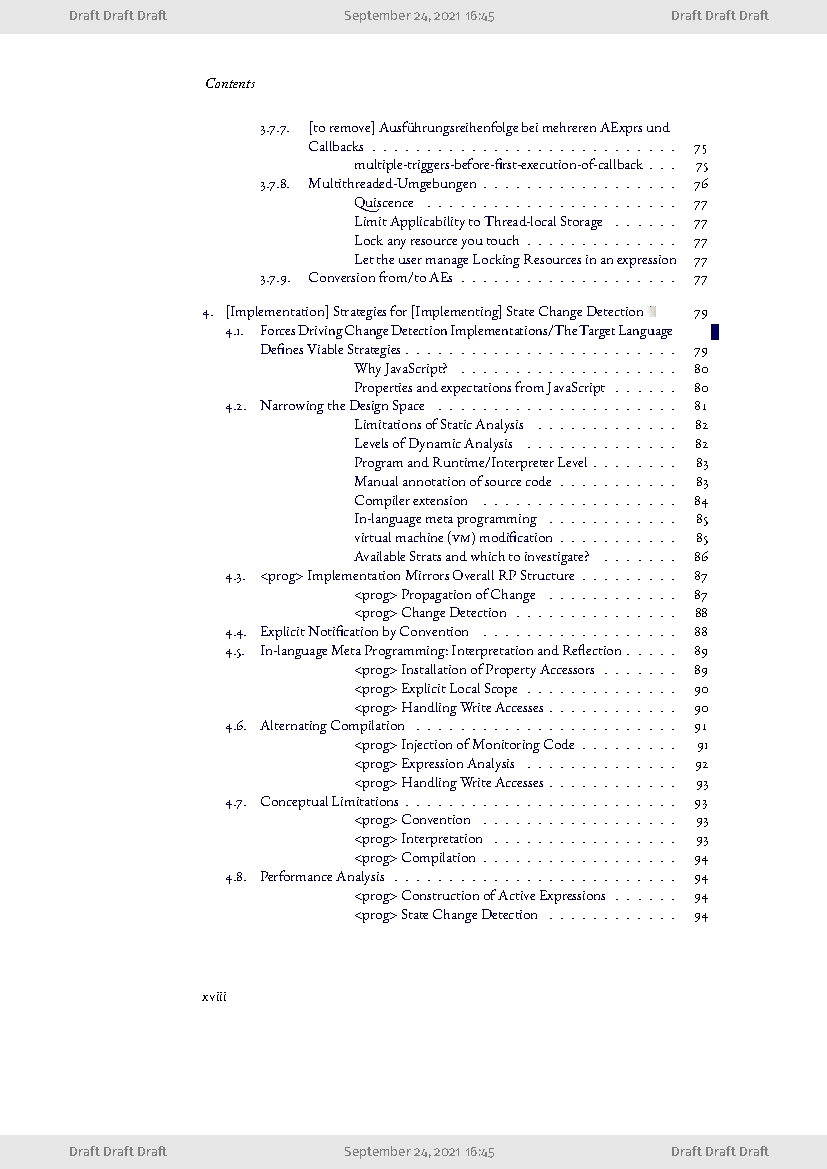 Draft Draft Draft September 24, 2021 16:45 Draft Draft Draft
Contents
3.7.7. [to remove] Ausführungsreihenfolge bei mehreren AExprs und
Callbacks . . . . . . . . . . . . . . . . . . . . . . . . . . . . 75
multiple-triggers-before-first-execution-of-callback . . . 75
3.7.8. Multithreaded-Umgebungen . . . . . . . . . . . . . . . . . . 76
Quiscence . . . . . . . . . . . . . . . . . . . . . . . 77
Limit Applicability to Thread-local Storage . . . . . . 77
Lock any resource you touch . . . . . . . . . . . . . . 77
Let the user manage Locking Resources in an expression 77
3.7.9. Conversion from/to AEs . . . . . . . . . . . . . . . . . . . . 77
4. [Implementation] Strategies for [Implementing] State Change Detection 79
4.1. Forces Driving Change Detection Implementations/The Target Language
Defines Viable Strategies . . . . . . . . . . . . . . . . . . . . . . . . . 79
Why JavaScript? . . . . . . . . . . . . . . . . . . . . 80
Properties and expectations from JavaScript . . . . . . 80
4.2. Narrowing the Design Space . . . . . . . . . . . . . . . . . . . . . . 81
Limitations of Static Analysis . . . . . . . . . . . . . 82
Levels of Dynamic Analysis . . . . . . . . . . . . . . 82
Program and Runtime/Interpreter Level . . . . . . . . 83
Manual annotation of source code . . . . . . . . . . . 83
Compiler extension . . . . . . . . . . . . . . . . . . 84
In-language meta programming . . . . . . . . . . . . 85
virtual machine (VM) modification . . . . . . . . . . . 85
Available Strats and which to investigate? . . . . . . . 86
4.3. <prog> Implementation Mirrors Overall RP Structure . . . . . . . . . 87
<prog> Propagation of Change . . . . . . . . . . . . 87
<prog> Change Detection . . . . . . . . . . . . . . . 88
4.4. Explicit Notification by Convention . . . . . . . . . . . . . . . . . . 88
4.5. In-language Meta Programming: Interpretation and Reflection . . . . . 89
<prog> Installation of Property Accessors . . . . . . . 89
<prog> Explicit Local Scope . . . . . . . . . . . . . . 90
<prog> Handling Write Accesses . . . . . . . . . . . . 90
4.6. Alternating Compilation . . . . . . . . . . . . . . . . . . . . . . . . 91
<prog> Injection of Monitoring Code . . . . . . . . . 91
<prog> Expression Analysis . . . . . . . . . . . . . . 92
<prog> Handling Write Accesses . . . . . . . . . . . . 93
4.7. Conceptual Limitations . . . . . . . . . . . . . . . . . . . . . . . . . 93
<prog> Convention . . . . . . . . . . . . . . . . . . 93
<prog> Interpretation . . . . . . . . . . . . . . . . . 93
<prog> Compilation . . . . . . . . . . . . . . . . . . 94
4.8. Performance Analysis . . . . . . . . . . . . . . . . . . . . . . . . . . 94
<prog> Construction of Active Expressions . . . . . . 94
<prog> State Change Detection . . . . . . . . . . . . 94
xviii
Draft Draft Draft September 24, 2021 16:45 Draft Draft Draft